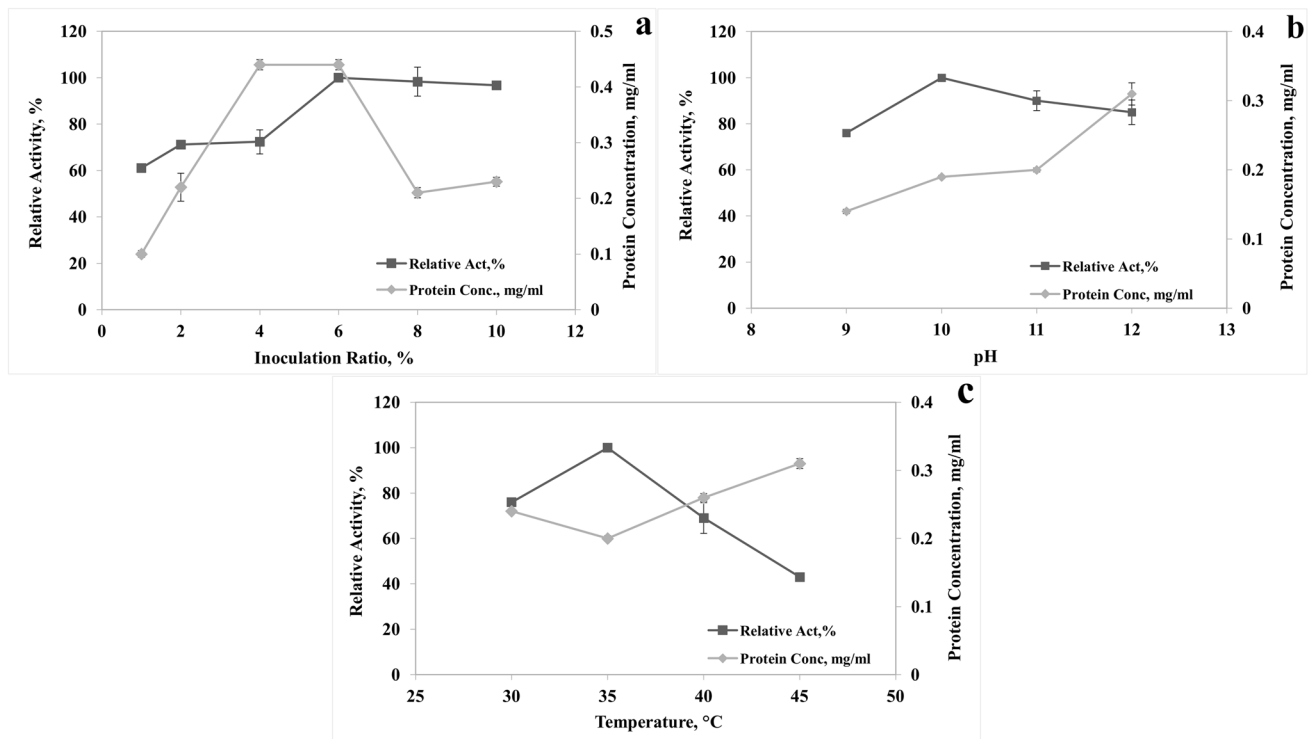 a
120
100
80
60
40
20
0
0.5
0.4
0.3
0.2
0.1
0
0 2 4 6 8 10 12
Relative Activity, %
Protein Concentration, mg/ml
Inoculation Ratio, %
Relative Act,%
Protein Conc., mg/ml
b
120
100
80
60
40
20
0
0.4
0.3
0.2
0.1
0
8 9 10 11 12 13
Relative Activity, %
Protein Concentration, mg/ml
pH
Relative Act,%
Protein Conc, mg/ml
c
120
100
80
60
40
20
0
0.4
0.3
0.2
0.1
0
25 30 35 40 45 50
Relative Activity, %
Protein Concentration, mg/ml
Temperature, °C
Relative Act,%
Protein Conc, mg/ml